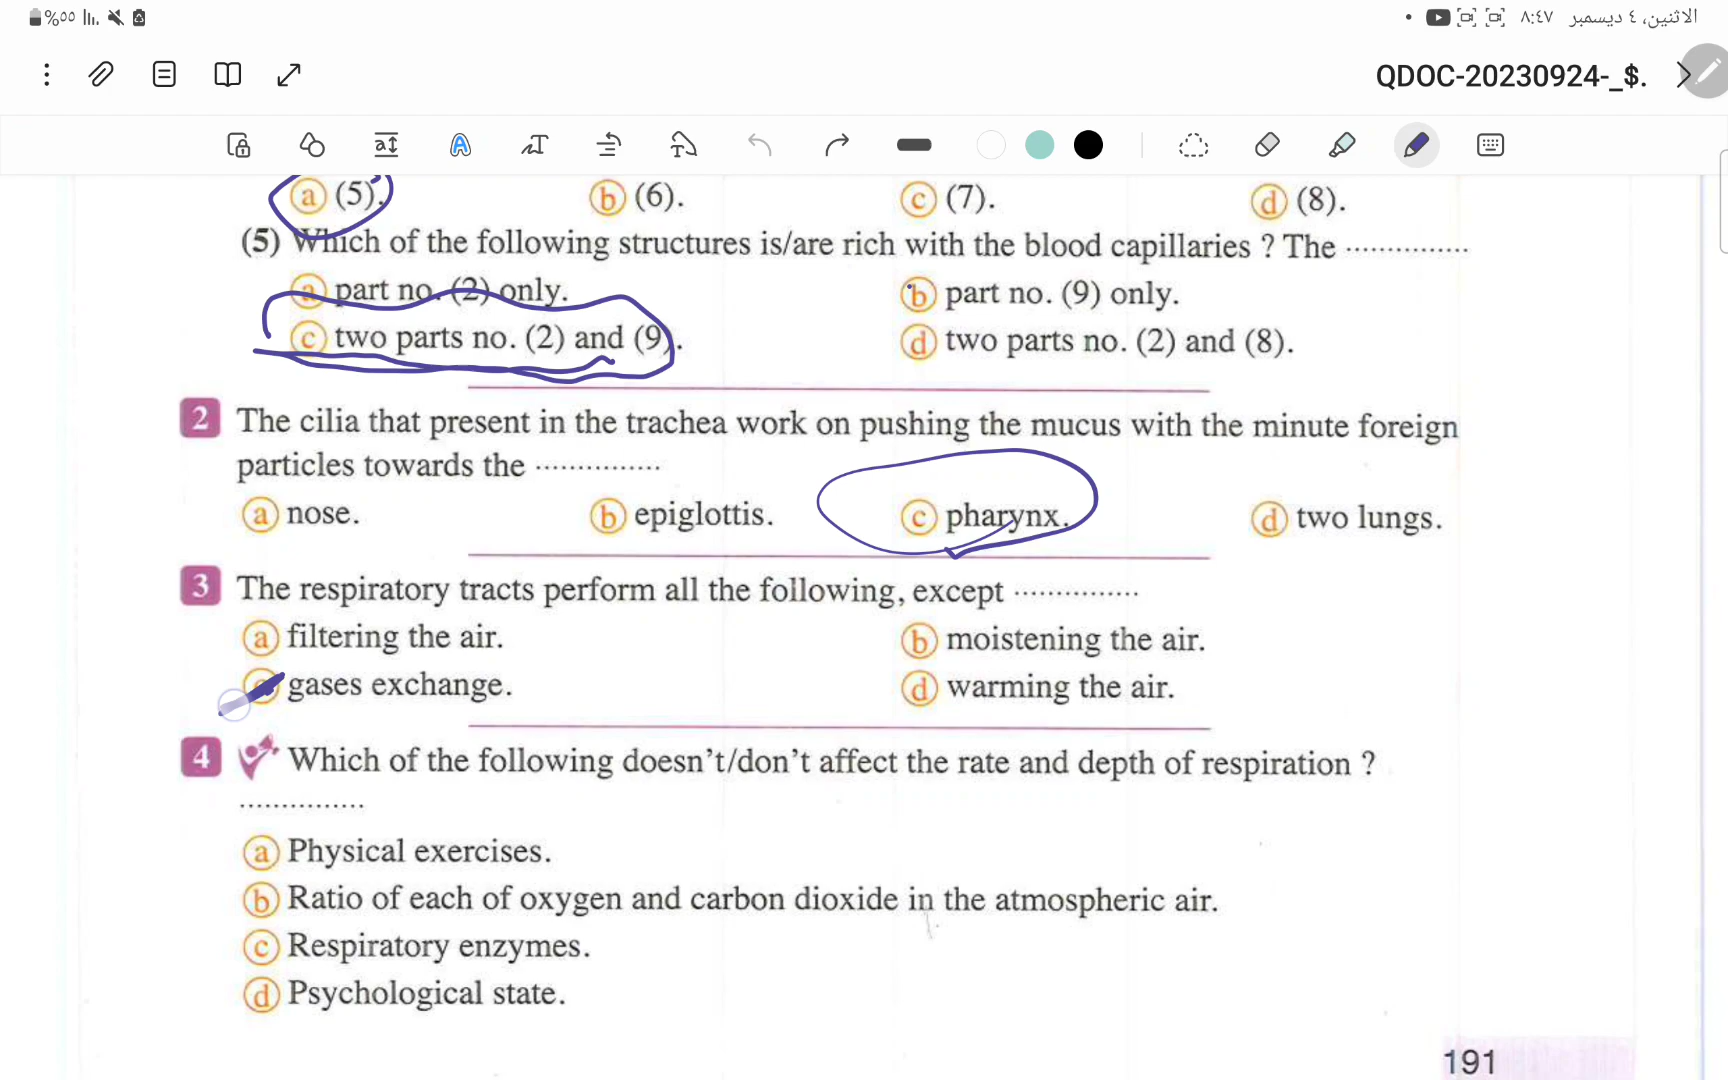 %٥٥
٨:٤٧ الاثنين، ٤ ديسمبر
QDOC-20230924-_$.
a (5). b (6). c (7). d (8).
(5) Which of the following structures is/are rich with the blood capillaries ? The ···············
a part no. (2) only. b part no. (9) only.
c two parts no. (2) and (9). d two parts no. (2) and (8).
2 The cilia that present in the trachea work on pushing the mucus with the minute foreign
particles towards the ···············
a nose. b epiglottis. c pharynx. d two lungs.
3 The respiratory tracts perform all the following, except ···············
a filtering the air. b moistening the air.
c gases exchange. d warming the air.
4 Which of the following doesn't/don't affect the rate and depth of respiration ?
···············
a Physical exercises.
b Ratio of each of oxygen and carbon dioxide in the atmospheric air.
c Respiratory enzymes.
d Psychological state.
191